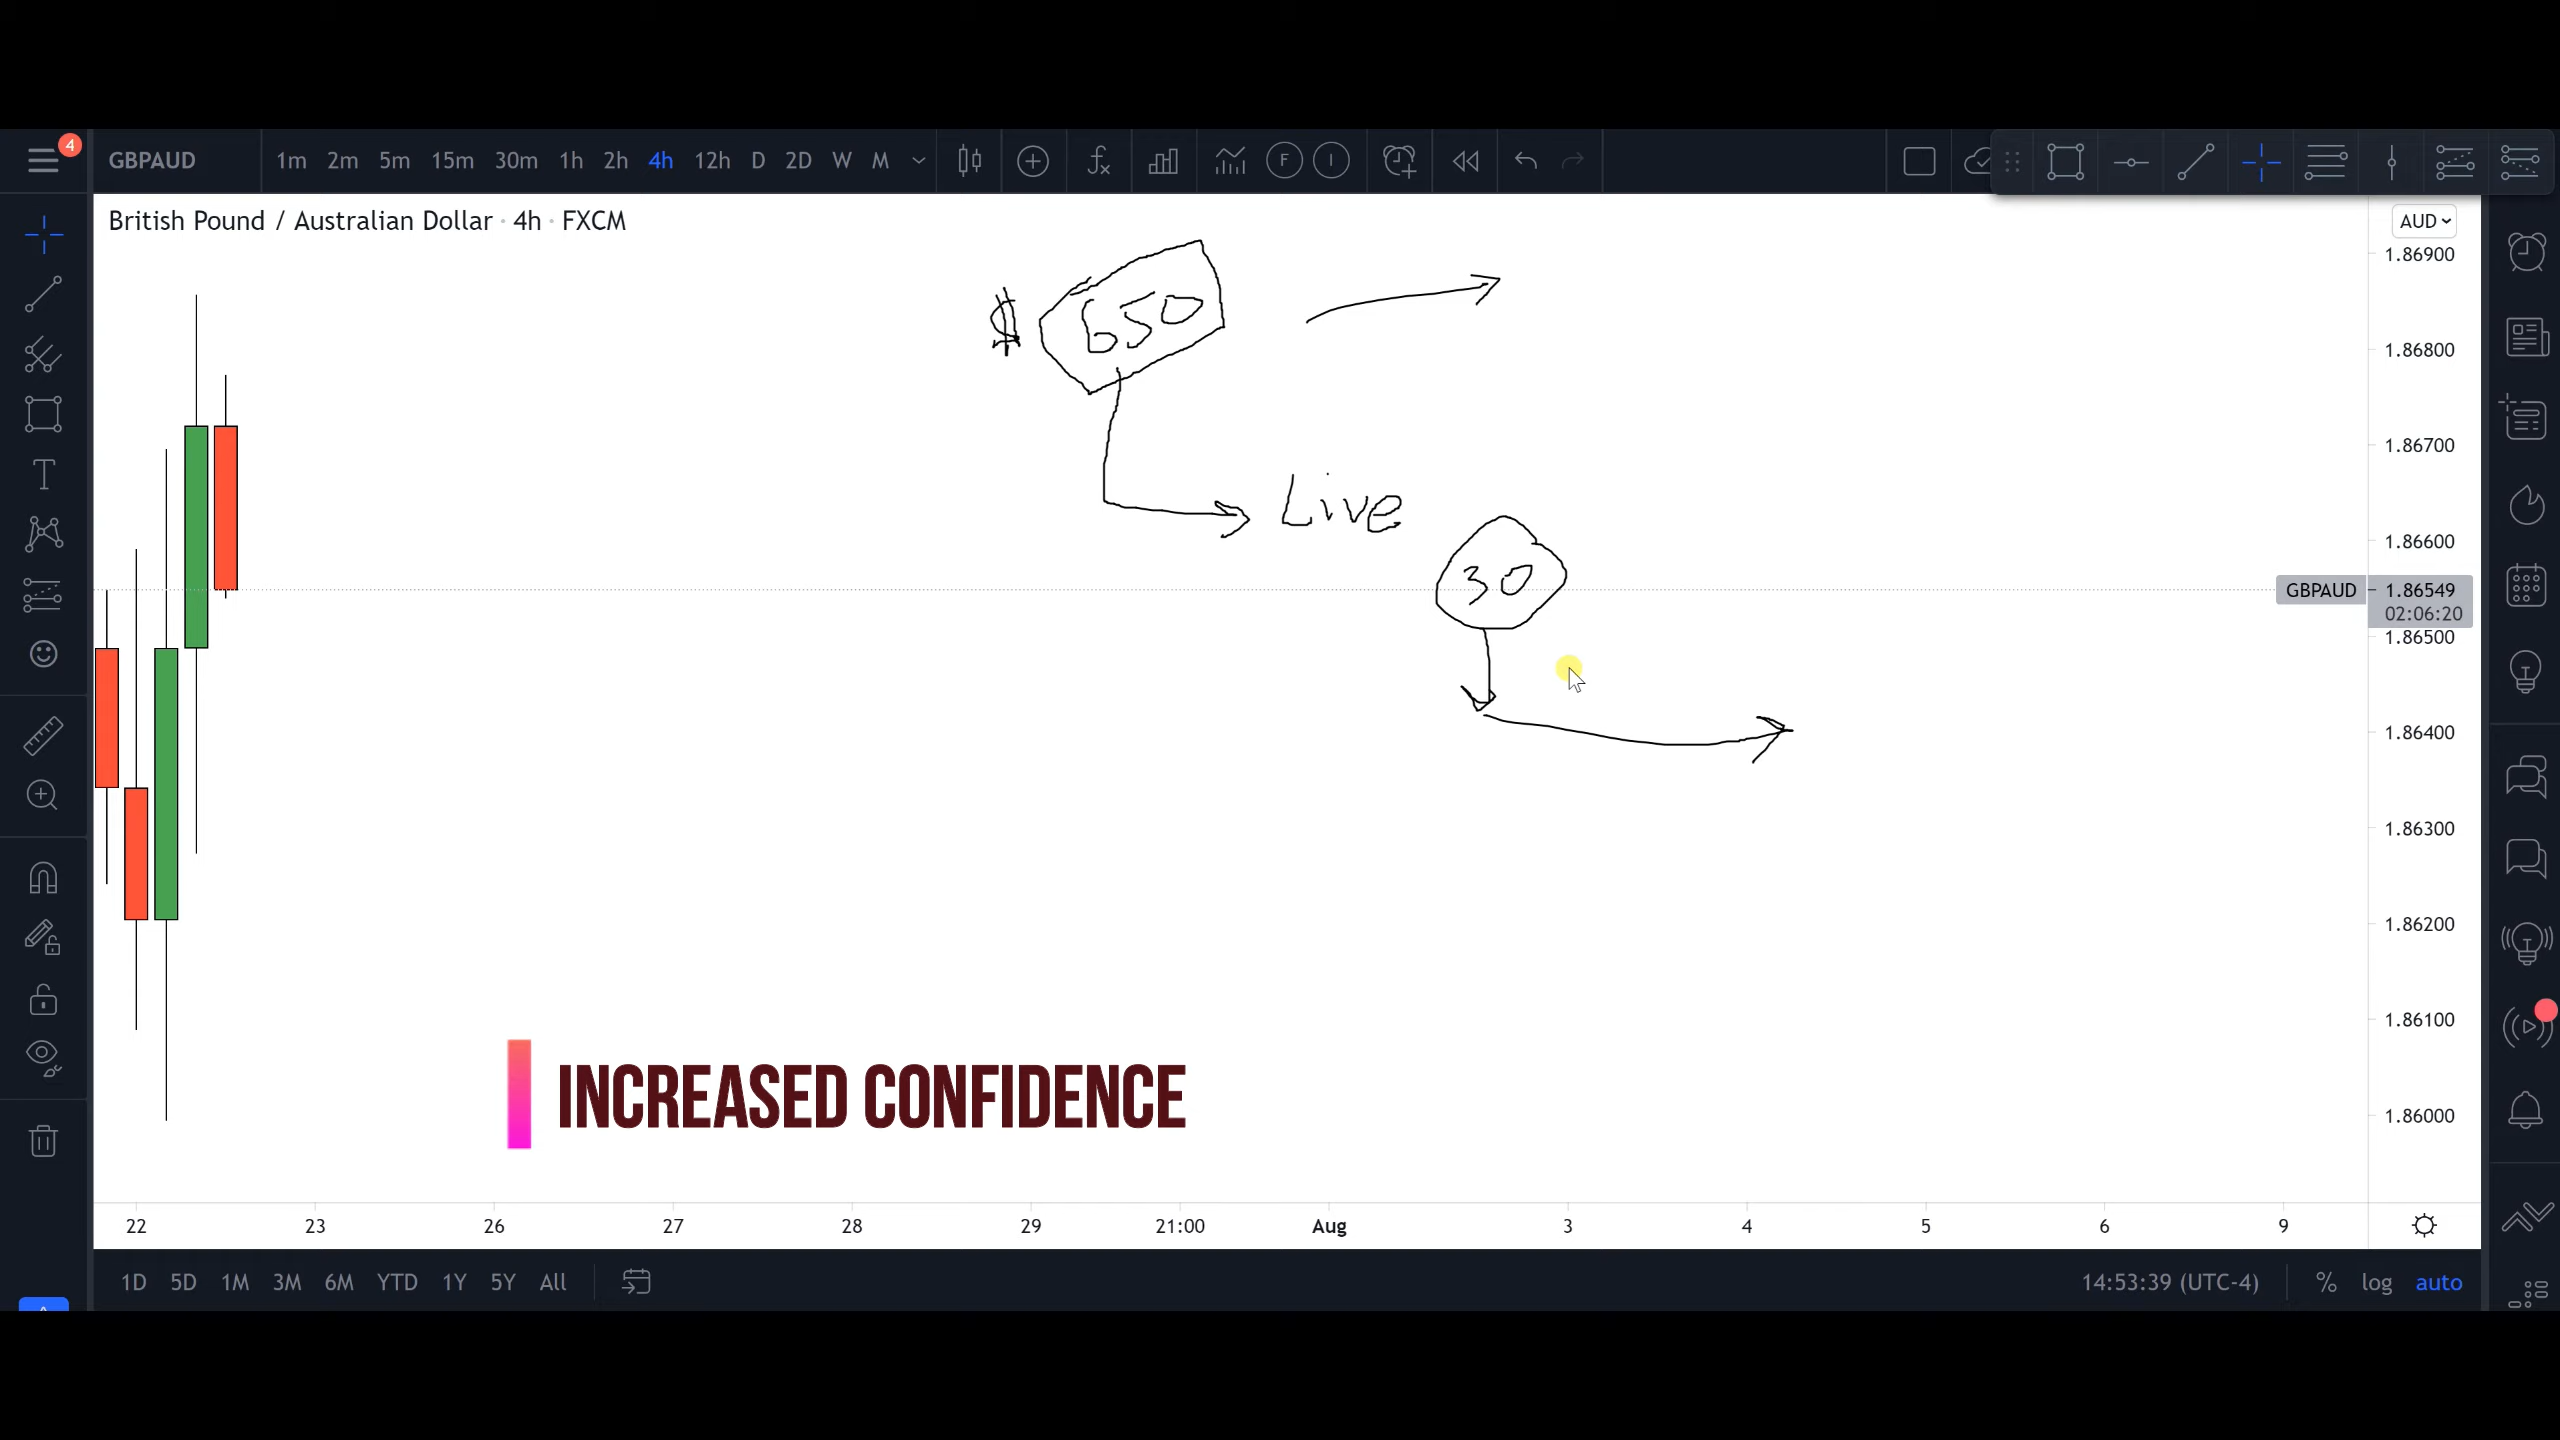 4
GBPAUD 1m 2m 5m 15m 30m 1h 2h 4h 12h D 2D W M F I
British Pound / Australian Dollar · 4h · FXCM
AUD
1.86900
$ 650
1.86800
1.86700
Live
1.86600
30
GBPAUD 1.86549
02:06:20
1.86500
1.86400
1.86300
1.86200
1.86100
INCREASED CONFIDENCE
1.86000
22 23 26 27 28 29 21:00 Aug 3 4 5 6 9
1D 5D 1M 3M 6M YTD 1Y 5Y All 14:53:39 (UTC-4) % log auto